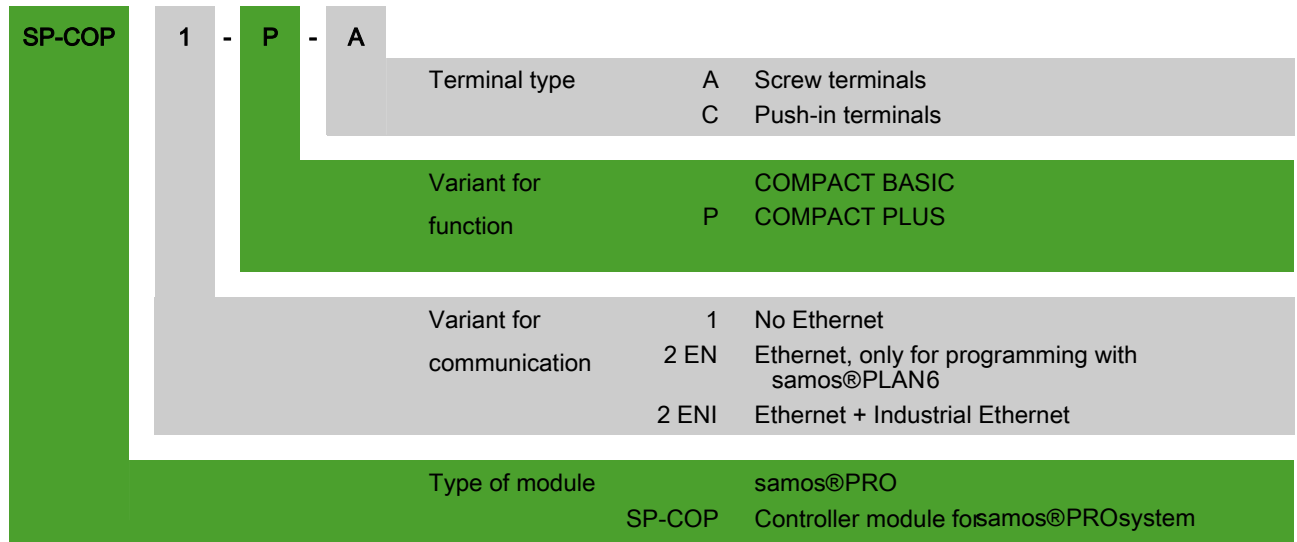 SP-COP 1 - P - A
Terminal type A Screw terminals
C Push-in terminals
Variant for COMPACT BASIC
function P COMPACT PLUS
Variant for 1 No Ethernet
communication 2 EN Ethernet, only for programming with
samos®PLAN6
2 ENI Ethernet + Industrial Ethernet
Type of module samos®PRO
SP-COP Controller module forsamos®PROsystem